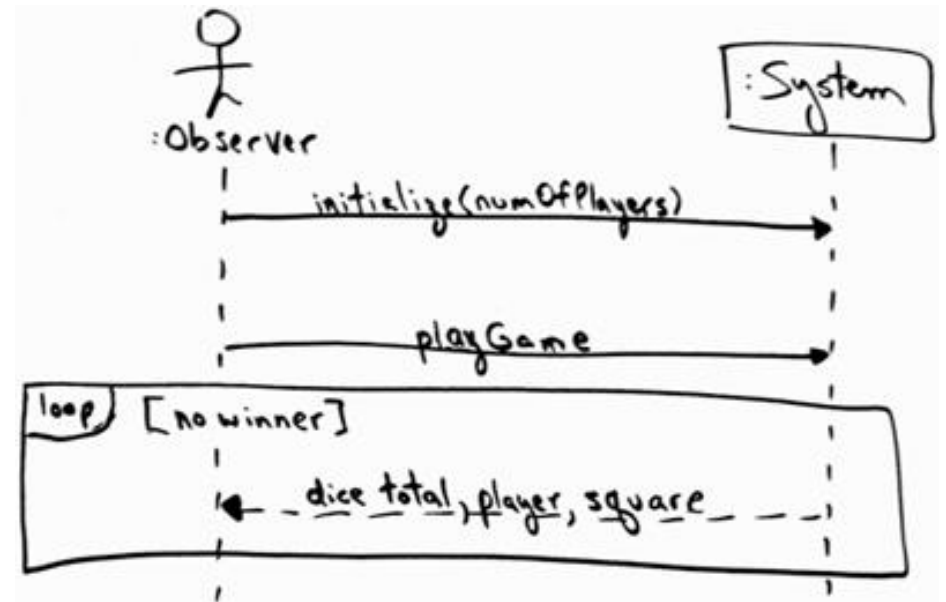 :System
:Observer
initialize(numOfPlayers)
playGame
loop [no winner]
dice total, player, square